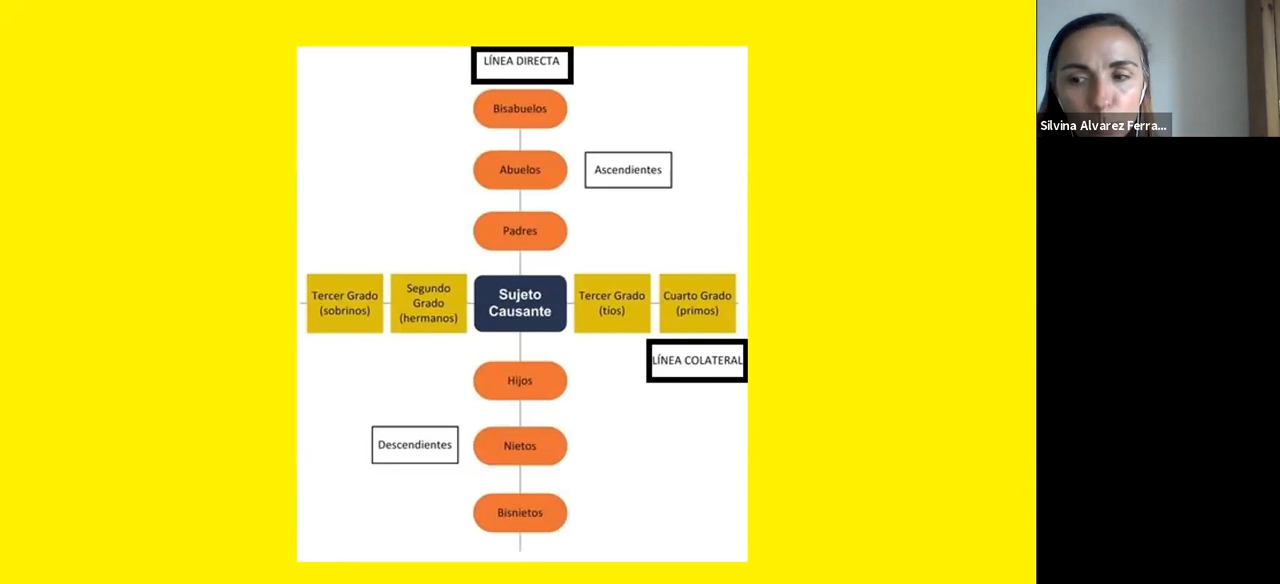 LÍNEA DIRECTA
Bisabuelos
Abuelos
Ascendientes
Padres
Tercer Grado
(sobrinos)
Segundo
Grado
(hermanos)
Sujeto
Causante
Tercer Grado
(tíos)
Cuarto Grado
(primos)
LÍNEA COLATERAL
Hijos
Descendientes
Nietos
Bisnietos
Silvina Alvarez Ferra...